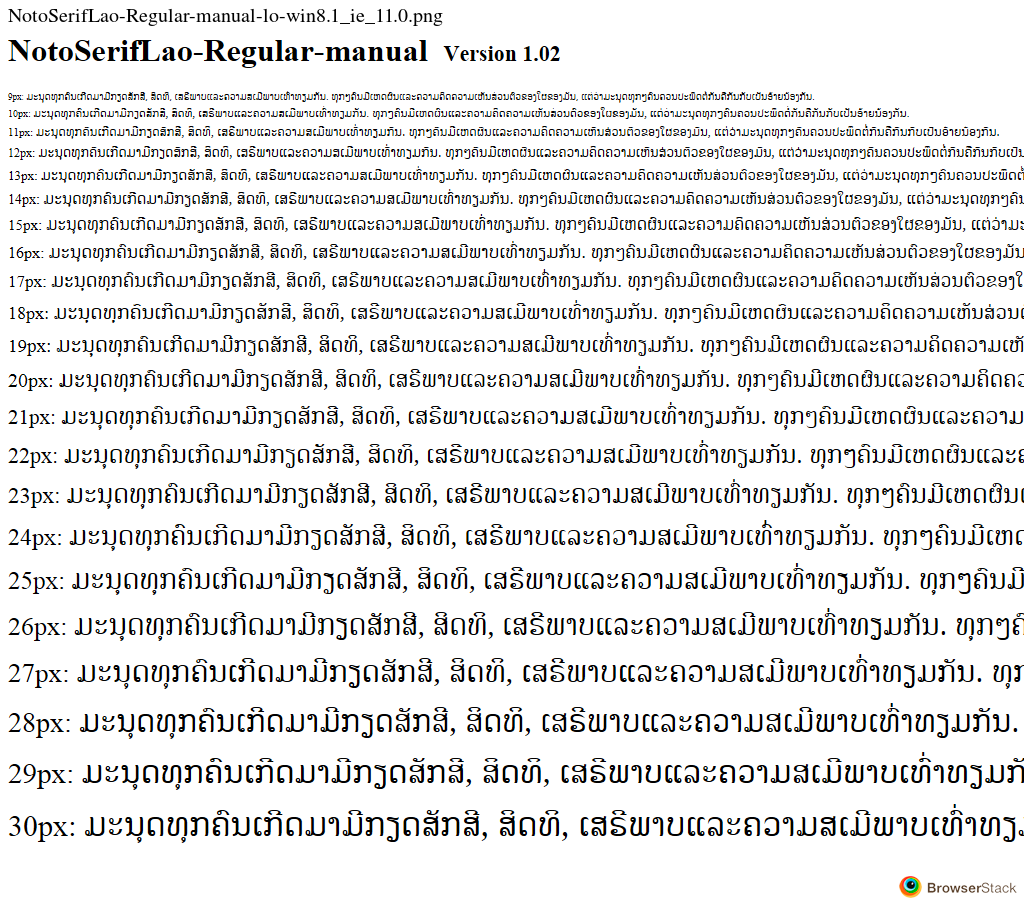 NotoSerifLao-Regular-manual-lo-win8.1_ie_11.0.png
NotoSerifLao-Regular-manual Version 1.02
9px: ມະນຸດທຸກຄົນເກີດມາມີກຽດສັກສີ, ສິດທິ, ເສຣີພາບແລະຄວາມສເມີພາບເທົ່າທຽມກັນ. ທຸກໆຄົນມີເຫດຜົນແລະຄວາມຄິດຄວາມເຫັນສ່ວນຕົວຂອງໃຜຂອງມັນ, ແຕ່ວ່າມະນຸດທຸກໆຄົນຄວນປະພຶດຕໍ່ກັນຄືກັນກັບເປັນອ້າຍນ້ອງກັນ.
10px: ມະນຸດທຸກຄົນເກີດມາມີກຽດສັກສີ, ສິດທິ, ເສຣີພາບແລະຄວາມສເມີພາບເທົ່າທຽມກັນ. ທຸກໆຄົນມີເຫດຜົນແລະຄວາມຄິດຄວາມເຫັນສ່ວນຕົວຂອງໃຜຂອງມັນ, ແຕ່ວ່າມະນຸດທຸກໆຄົນຄວນປະພຶດຕໍ່ກັນຄືກັນກັບເປັນອ້າຍນ້ອງກັນ.
11px: ມະນຸດທຸກຄົນເກີດມາມີກຽດສັກສີ, ສິດທິ, ເສຣີພາບແລະຄວາມສເມີພາບເທົ່າທຽມກັນ. ທຸກໆຄົນມີເຫດຜົນແລະຄວາມຄິດຄວາມເຫັນສ່ວນຕົວຂອງໃຜຂອງມັນ, ແຕ່ວ່າມະນຸດທຸກໆຄົນຄວນປະພຶດຕໍ່ກັນຄືກັນກັບເປັນອ້າຍນ້ອງກັນ.
12px: ມະນຸດທຸກຄົນເກີດມາມີກຽດສັກສີ, ສິດທິ, ເສຣີພາບແລະຄວາມສເມີພາບເທົ່າທຽມກັນ. ທຸກໆຄົນມີເຫດຜົນແລະຄວາມຄິດຄວາມເຫັນສ່ວນຕົວຂອງໃຜຂອງມັນ, ແຕ່ວ່າມະນຸດທຸກໆຄົນຄວນປະພຶດຕໍ່ກັນຄືກັນກັບເປັນ
13px: ມະນຸດທຸກຄົນເກີດມາມີກຽດສັກສີ, ສິດທິ, ເສຣີພາບແລະຄວາມສເມີພາບເທົ່າທຽມກັນ. ທຸກໆຄົນມີເຫດຜົນແລະຄວາມຄິດຄວາມເຫັນສ່ວນຕົວຂອງໃຜຂອງມັນ, ແຕ່ວ່າມະນຸດທຸກໆຄົນຄວນປະພຶດຕໍ່
14px: ມະນຸດທຸກຄົນເກີດມາມີກຽດສັກສີ, ສິດທິ, ເສຣີພາບແລະຄວາມສເມີພາບເທົ່າທຽມກັນ. ທຸກໆຄົນມີເຫດຜົນແລະຄວາມຄິດຄວາມເຫັນສ່ວນຕົວຂອງໃຜຂອງມັນ, ແຕ່ວ່າມະນຸດທຸກໆຄົນ
15px: ມະນຸດທຸກຄົນເກີດມາມີກຽດສັກສີ, ສິດທິ, ເສຣີພາບແລະຄວາມສເມີພາບເທົ່າທຽມກັນ. ທຸກໆຄົນມີເຫດຜົນແລະຄວາມຄິດຄວາມເຫັນສ່ວນຕົວຂອງໃຜຂອງມັນ, ແຕ່ວ່າມະ
16px: ມະນຸດທຸກຄົນເກີດມາມີກຽດສັກສີ, ສິດທິ, ເສຣີພາບແລະຄວາມສເມີພາບເທົ່າທຽມກັນ. ທຸກໆຄົນມີເຫດຜົນແລະຄວາມຄິດຄວາມເຫັນສ່ວນຕົວຂອງໃຜຂອງມັນ
17px: ມະນຸດທຸກຄົນເກີດມາມີກຽດສັກສີ, ສິດທິ, ເສຣີພາບແລະຄວາມສເມີພາບເທົ່າທຽມກັນ. ທຸກໆຄົນມີເຫດຜົນແລະຄວາມຄິດຄວາມເຫັນສ່ວນຕົວຂອງໃ
18px: ມະນຸດທຸກຄົນເກີດມາມີກຽດສັກສີ, ສິດທິ, ເສຣີພາບແລະຄວາມສເມີພາບເທົ່າທຽມກັນ. ທຸກໆຄົນມີເຫດຜົນແລະຄວາມຄິດຄວາມເຫັນສ່ວນ
19px: ມະນຸດທຸກຄົນເກີດມາມີກຽດສັກສີ, ສິດທິ, ເສຣີພາບແລະຄວາມສເມີພາບເທົ່າທຽມກັນ. ທຸກໆຄົນມີເຫດຜົນແລະຄວາມຄິດຄວາມເຫັ
20px: ມະນຸດທຸກຄົນເກີດມາມີກຽດສັກສີ, ສິດທິ, ເສຣີພາບແລະຄວາມສເມີພາບເທົ່າທຽມກັນ. ທຸກໆຄົນມີເຫດຜົນແລະຄວາມຄິດຄວ
21px: ມະນຸດທຸກຄົນເກີດມາມີກຽດສັກສີ, ສິດທິ, ເສຣີພາບແລະຄວາມສເມີພາບເທົ່າທຽມກັນ. ທຸກໆຄົນມີເຫດຜົນແລະຄວາມ
22px: ມະນຸດທຸກຄົນເກີດມາມີກຽດສັກສີ, ສິດທິ, ເສຣີພາບແລະຄວາມສເມີພາບເທົ່າທຽມກັນ. ທຸກໆຄົນມີເຫດຜົນແລະຄ
23px: ມະນຸດທຸກຄົນເກີດມາມີກຽດສັກສີ, ສິດທິ, ເສຣີພາບແລະຄວາມສເມີພາບເທົ່າທຽມກັນ. ທຸກໆຄົນມີເຫດຜົນ
24px: ມະນຸດທຸກຄົນເກີດມາມີກຽດສັກສີ, ສິດທິ, ເສຣີພາບແລະຄວາມສເມີພາບເທົ່າທຽມກັນ. ທຸກໆຄົນມີເຫດ
25px: ມະນຸດທຸກຄົນເກີດມາມີກຽດສັກສີ, ສິດທິ, ເສຣີພາບແລະຄວາມສເມີພາບເທົ່າທຽມກັນ. ທຸກໆຄົນມີ
26px: ມະນຸດທຸກຄົນເກີດມາມີກຽດສັກສີ, ສິດທິ, ເສຣີພາບແລະຄວາມສເມີພາບເທົ່າທຽມກັນ. ທຸກໆຄົ
27px: ມະນຸດທຸກຄົນເກີດມາມີກຽດສັກສີ, ສິດທິ, ເສຣີພາບແລະຄວາມສເມີພາບເທົ່າທຽມກັນ. ທຸກ
28px: ມະນຸດທຸກຄົນເກີດມາມີກຽດສັກສີ, ສິດທິ, ເສຣີພາບແລະຄວາມສເມີພາບເທົ່າທຽມກັນ.
29px: ມະນຸດທຸກຄົນເກີດມາມີກຽດສັກສີ, ສິດທິ, ເສຣີພາບແລະຄວາມສເມີພາບເທົ່າທຽມກັ
30px: ມະນຸດທຸກຄົນເກີດມາມີກຽດສັກສີ, ສິດທິ, ເສຣີພາບແລະຄວາມສເມີພາບເທົ່າທຽມ
BrowserStack